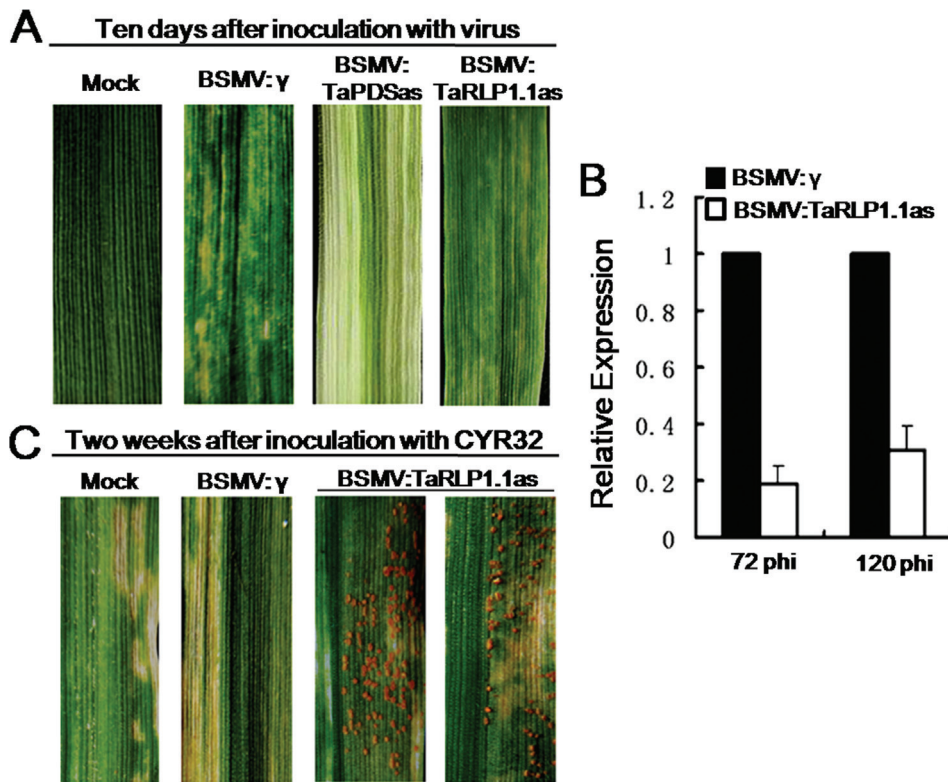 A
Ten days after inoculation with virus
Mock
BSMV: γ
BSMV:
TaPDSas
BSMV:
TaRLP1.1as
B
BSMV: γ
BSMV:TaRLP1.1as
Relative Expression
1.2
1
0.8
0.6
0.4
0.2
0
72 phi
120 phi
C
Two weeks after inoculation with CYR32
Mock
BSMV: γ
BSMV:TaRLP1.1as